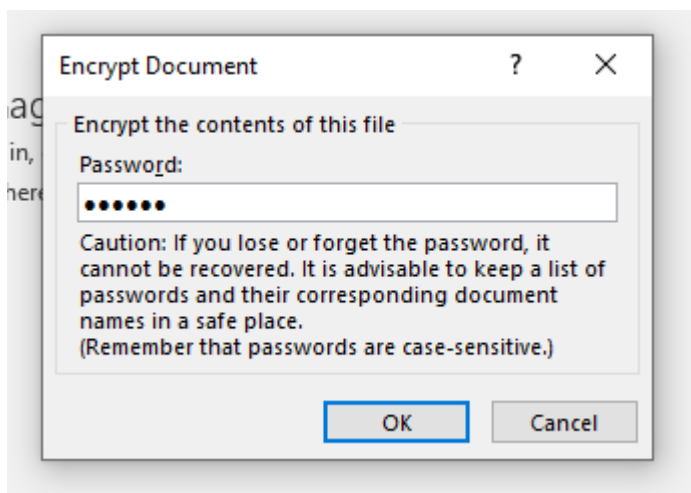 Encrypt Document ? 
Encrypt the contents of this file
in,
Password:
••••••
Caution: If you lose or forget the password, it
cannot be recovered. It is advisable to keep a list of
passwords and their corresponding document
names in a safe place.
(Remember that passwords are case-sensitive.)
OK Cancel